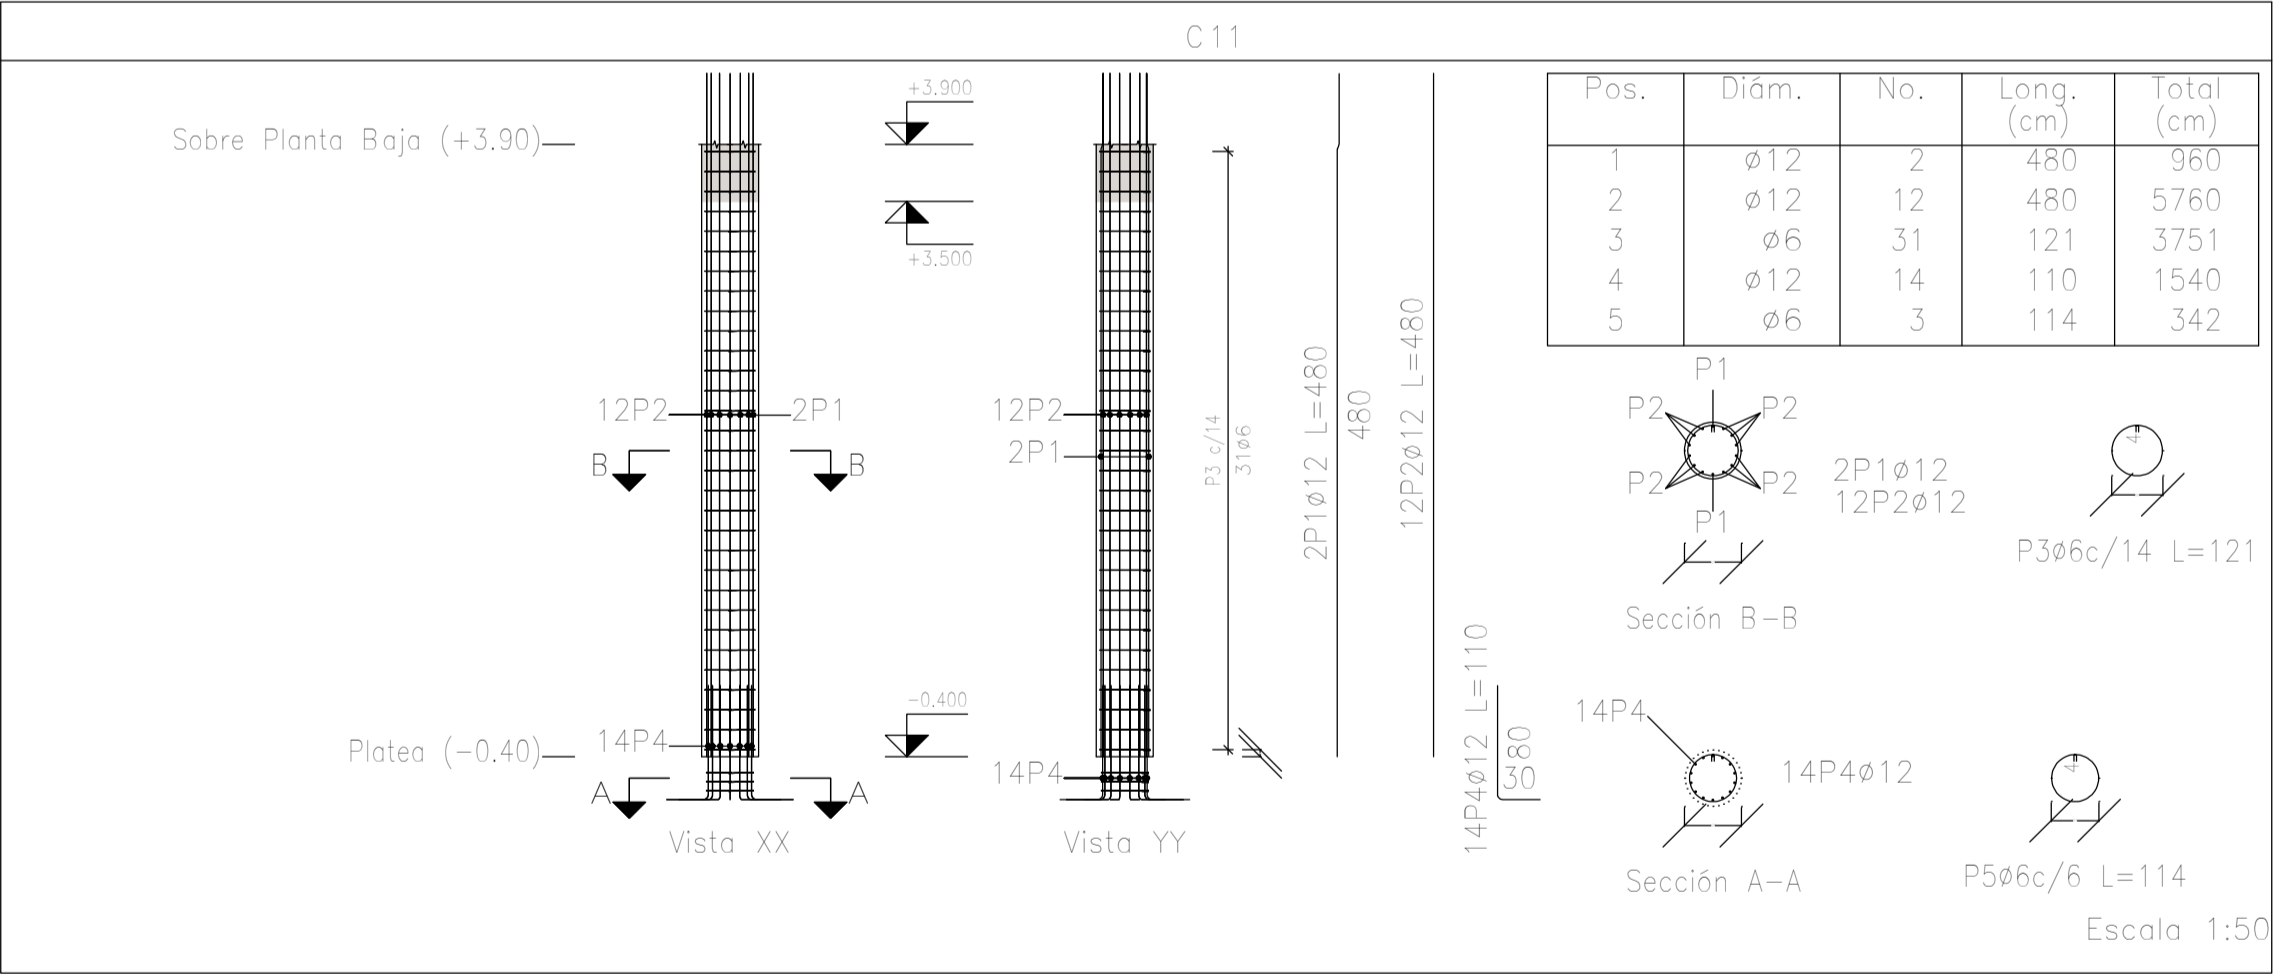 C11
Sobre Planta Baja (+3.90)
+3.900
+3.500
12P2
2P1
B
B
-0.400
Platea (-0.40)
14P4
A
A
Vista XX
12P2
2P1
14P4
Vista YY
P3 c/14
31ø6
2P1ø12 L=480
480
12P2ø12 L=480
14P4ø12 L=110
80
30
Pos. Diám. No. Long. (cm) Total (cm)
1 ø12 2 480 960
2 ø12 12 480 5760
3 ø6 31 121 3751
4 ø12 14 110 1540
5 ø6 3 114 342
P1
P2 P2
P2 P2
P1
2P1ø12
12P2ø12
Sección B-B
4
P3ø6c/14 L=121
14P4
14P4ø12
Sección A-A
4
P5ø6c/6 L=114
Escala 1:50